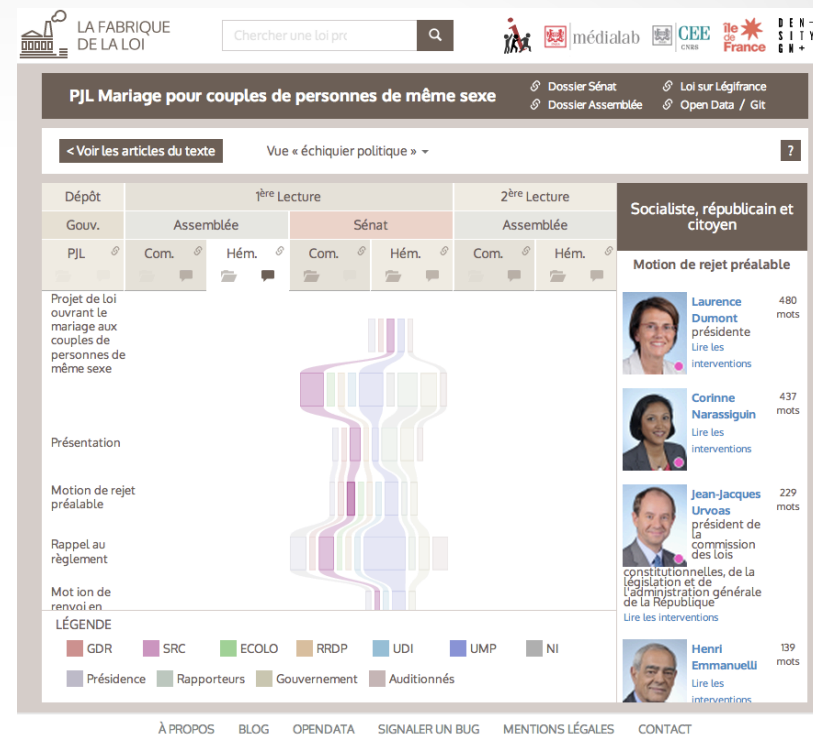 LA FABRIQUE
DE LA LOI
Chercher une loi prc
médialab
CEE
CNRS
île
de
France
DEN-
SITY
GN+
PJL Mariage pour couples de personnes de même sexe
Dossier Sénat
Loi sur Légifrance
Dossier Assemblée
Open Data / Git
< Voir les articles du texte
Vue « échiquier politique »
?
Dépôt
1ère Lecture
2ère Lecture
Gouv.
Assemblée
Sénat
Assemblée
PJL
Com.
Hém.
Com.
Hém.
Com.
Hém.
Socialiste, républicain et
citoyen
Motion de rejet préalable
Projet de loi
ouvrant le
mariage aux
couples de
personnes de
même sexe
Présentation
Motion de rejet
préalable
Rappel au
règlement
Mot ion de
renvoi en
Laurence
Dumont
présidente
Lire les
interventions
480
mots
Corinne
Narassiguin
Lire les
interventions
437
mots
Jean-Jacques
Urvoas
président de
la
commission
des lois
constitutionnelles, de la
législation et de
l'administration générale
de la République
Lire les interventions
229
mots
Henri
Emmanuelli
Lire les
interventions
139
mots
LÉGENDE
GDR
SRC
ECOLO
RRDP
UDI
UMP
NI
Présidence
Rapporteurs
Gouvernement
Auditionnés
À PROPOS
BLOG
OPENDATA
SIGNALER UN BUG
MENTIONS LÉGALES
CONTACT